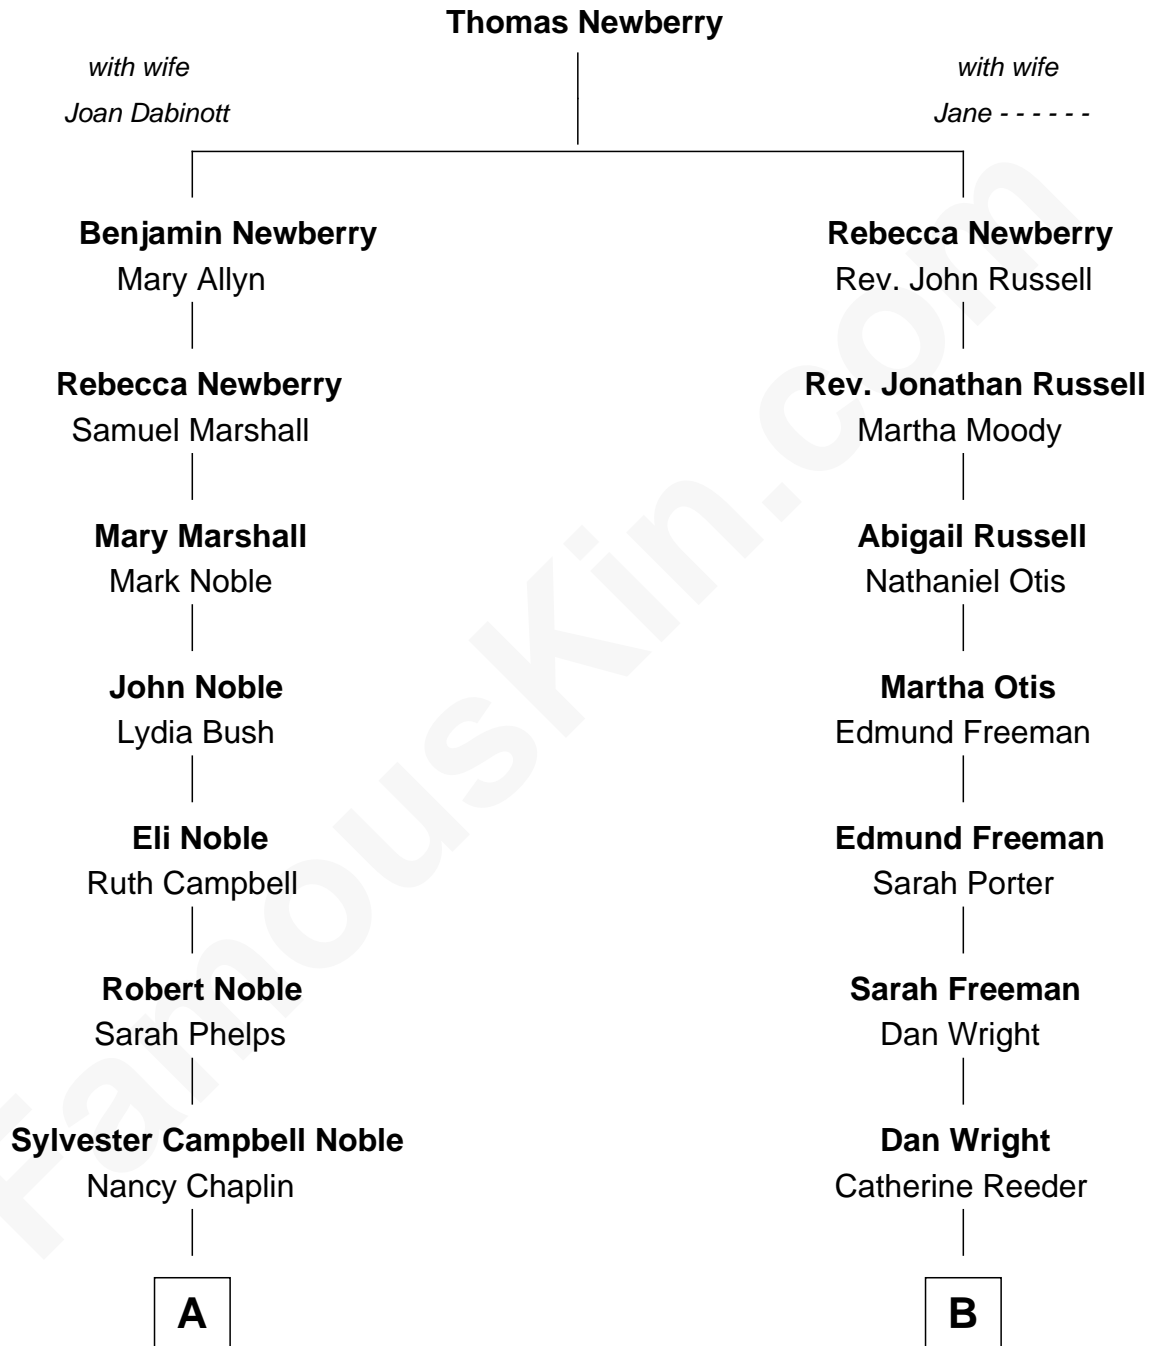 Thomas Newberry
with wife
Joan Dabinott
with wife
Jane - - - - - -
Benjamin Newberry
Mary Allyn
Rebecca Newberry
Rev. John Russell
Rebecca Newberry
Samuel Marshall
Rev. Jonathan Russell
Martha Moody
Mary Marshall
Mark Noble
Abigail Russell
Nathaniel Otis
John Noble
Lydia Bush
Martha Otis
Edmund Freeman
Eli Noble
Ruth Campbell
Edmund Freeman
Sarah Porter
Robert Noble
Sarah Phelps
Sarah Freeman
Dan Wright
Sylvester Campbell Noble
Nancy Chaplin
Dan Wright
Catherine Reeder
A
B
FamousKin.com